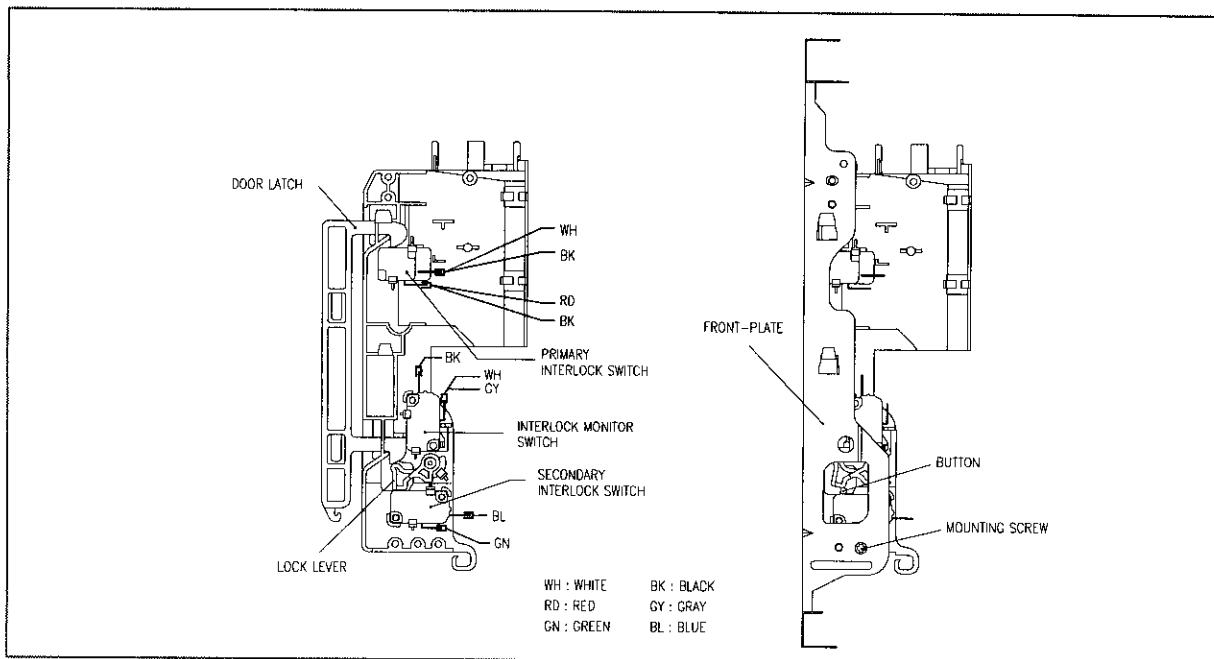 DOOR LATCH
WH
BK
RD
BK
PRIMARY
INTERLOCK SWITCH
BK
WH
GY
INTERLOCK MONITOR
SWITCH
SECONDARY
INTERLOCK SWITCH
BL
GN
LOCK LEVER
FRONT-PLATE
BUTTON
MOUNTING SCREW
WH : WHITE BK : BLACK
RD : RED GY : GRAY
GN : GREEN BL : BLUE